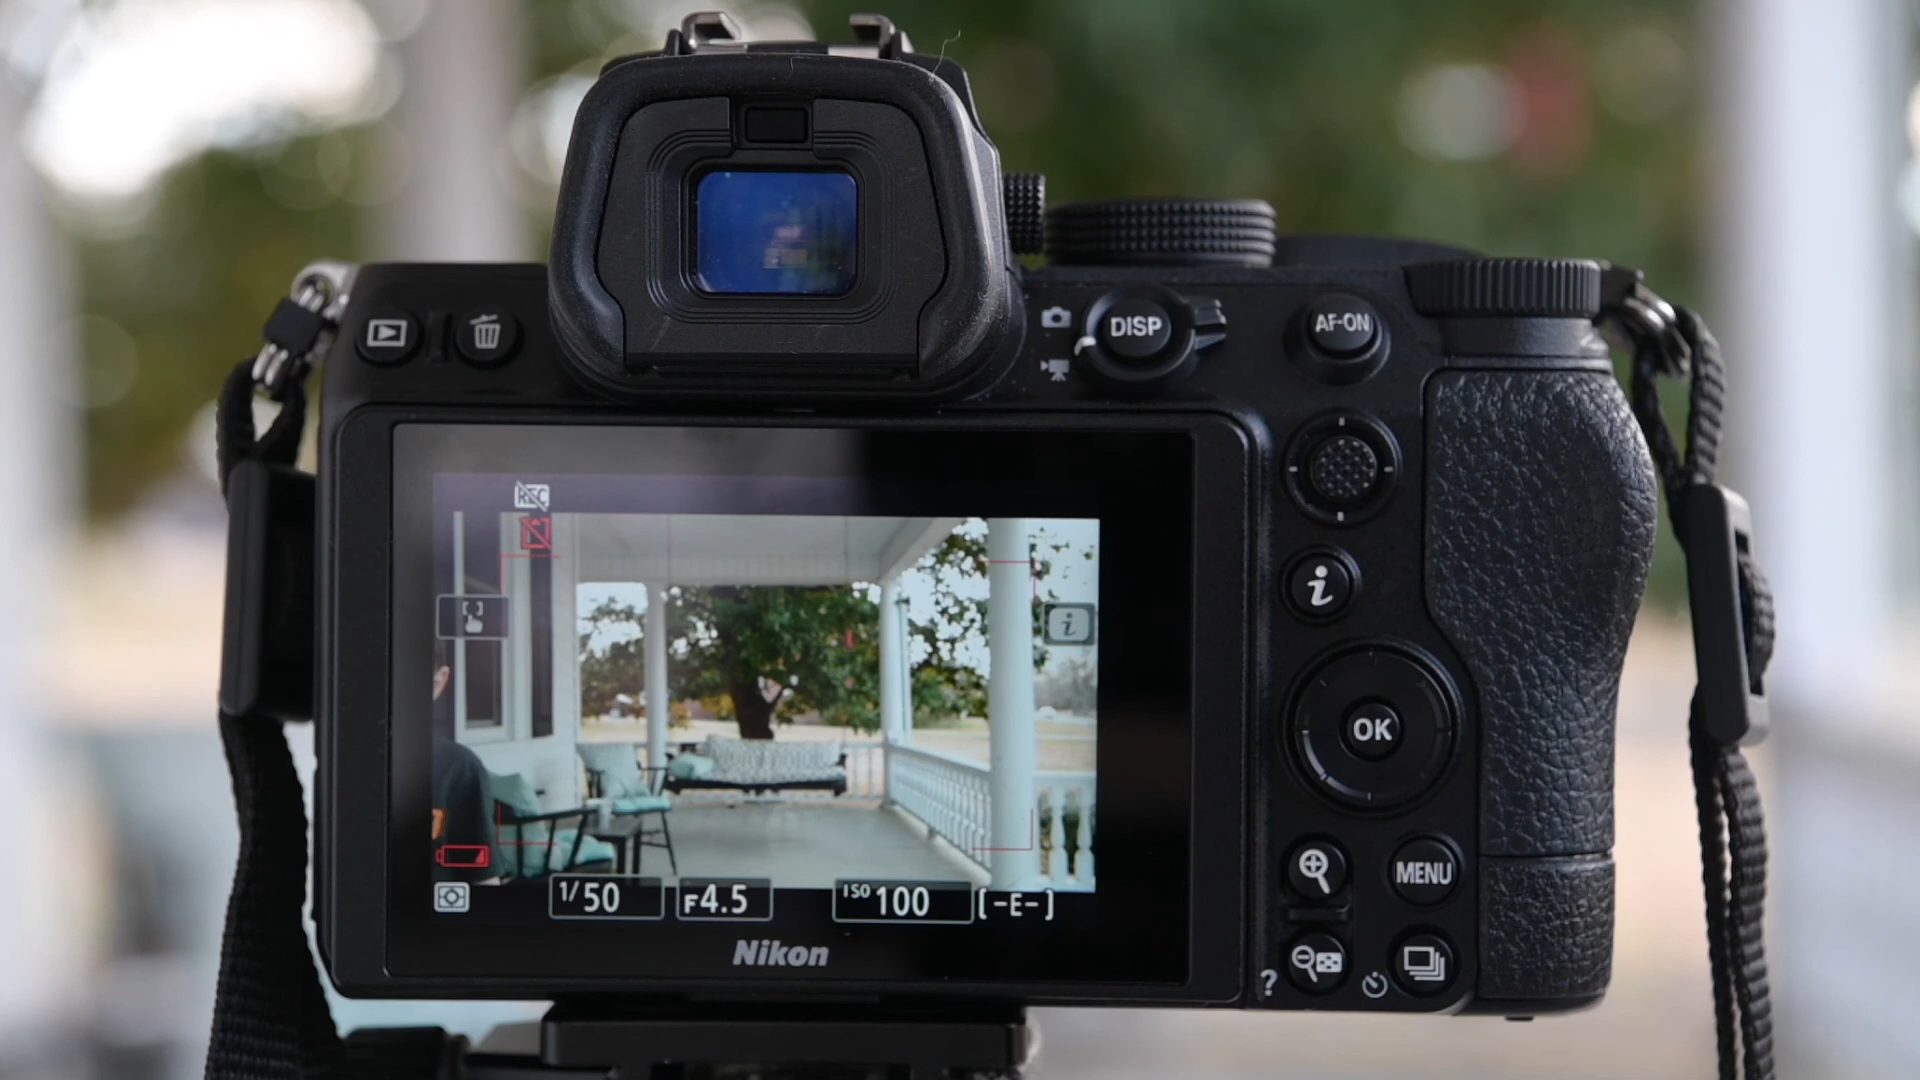 DISP
AF-ON
REC
i
i
OK
1/50 F4.5 ISO 100 [-E-]
MENU
Nikon
?